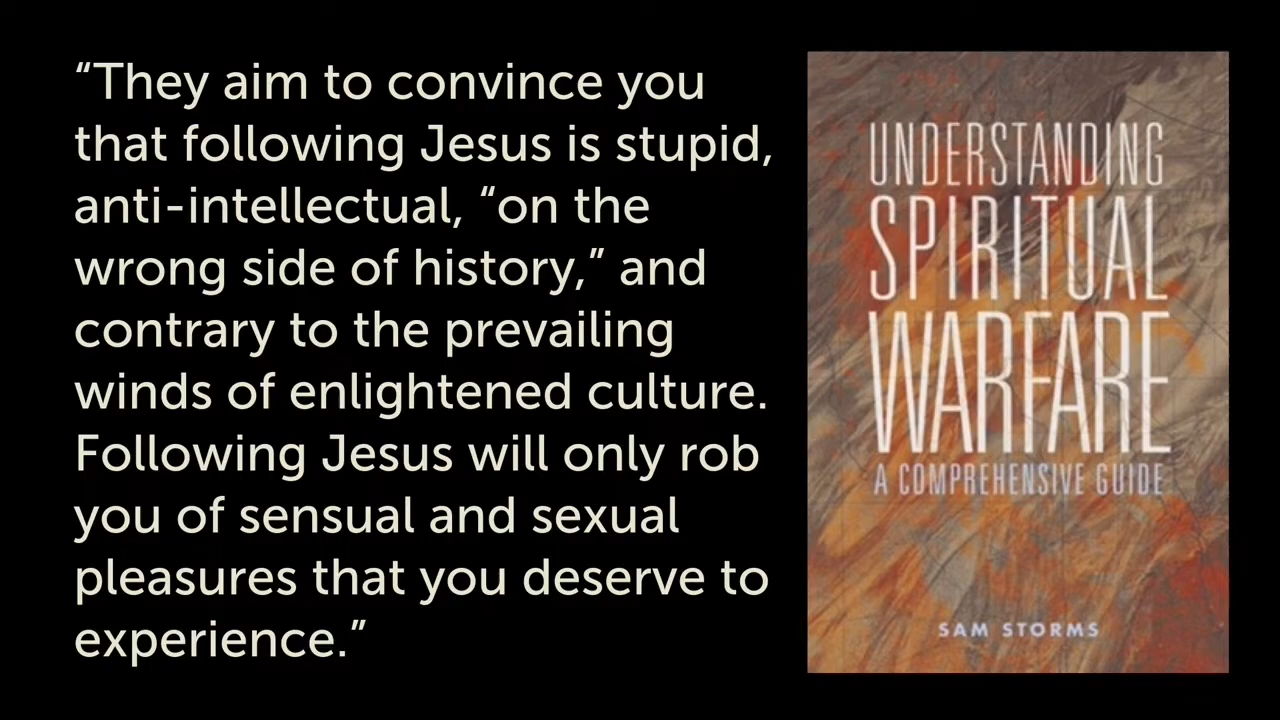 “They aim to convince you
that following Jesus is stupid,
anti-intellectual, “on the
wrong side of history,” and
contrary to the prevailing
winds of enlightened culture.
Following Jesus will only rob
you of sensual and sexual
pleasures that you deserve to
experience.”
UNDERSTANDING
SPIRITUAL
WARFARE
A COMPREHENSIVE GUIDE
SAM STORMS